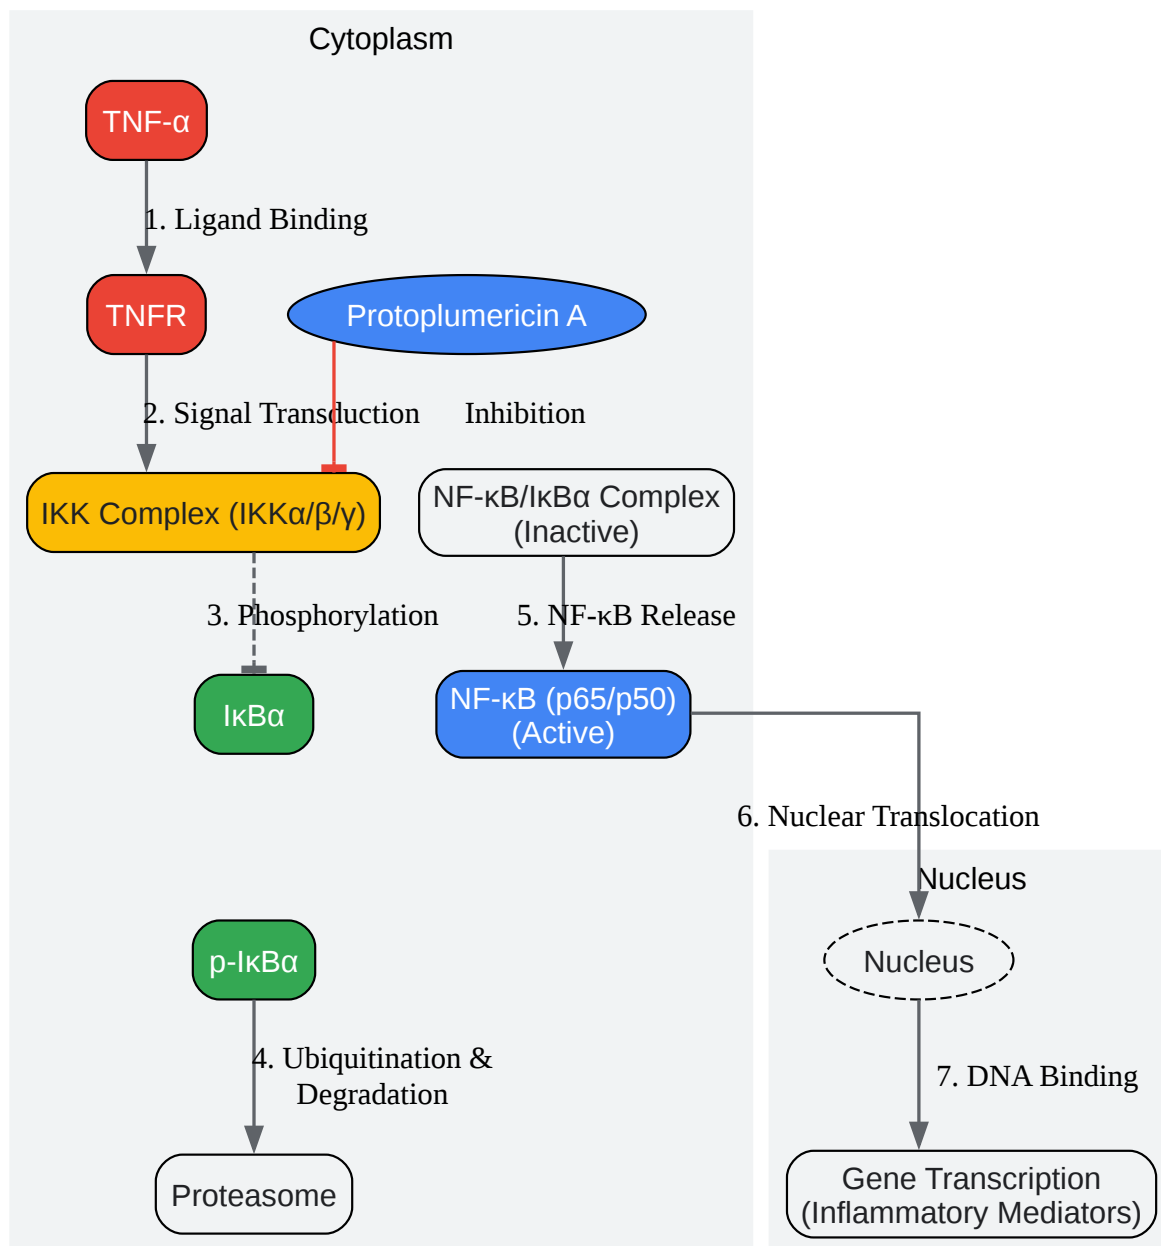 Cytoplasm
TNF-α
1. Ligand Binding
TNFR
Protoplumericin A
2. Signal Transduction
Inhibition
IKK Complex (IKKα/β/γ)
NF-κB/IκBα Complex
(Inactive)
3. Phosphorylation
5. NF-κB Release
IκBα
NF-κB (p65/p50)
(Active)
6. Nuclear Translocation
Nucleus
p-IκBα
Nucleus
4. Ubiquitination &
Degradation
7. DNA Binding
Proteasome
Gene Transcription
(Inflammatory Mediators)